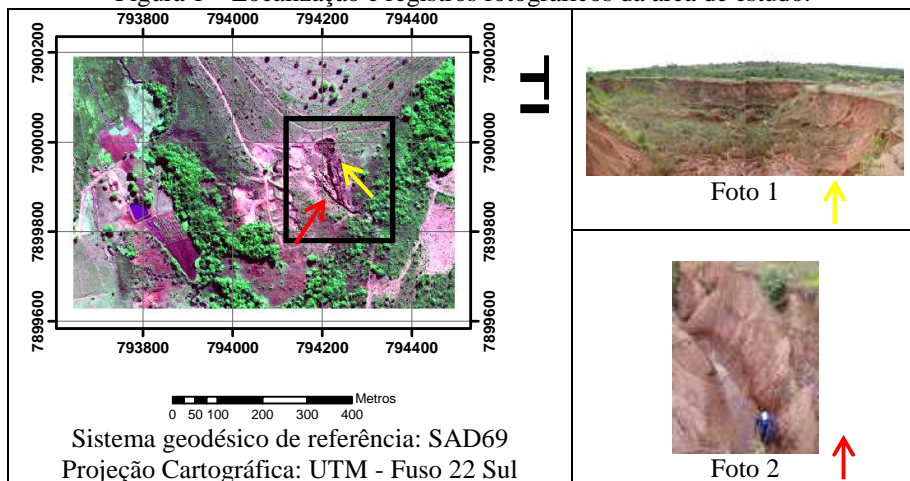 793800 794000 794200 794400
7900200
7900000
7899800
7899600
7900200
7900000
7899800
7899600
793800 794000 794200 794400
0 50 100 200 300 400
Metros
Sistema geodésico de referência: SAD69
Projeção Cartográfica: UTM - Fuso 22 Sul
Foto 1
Foto 2